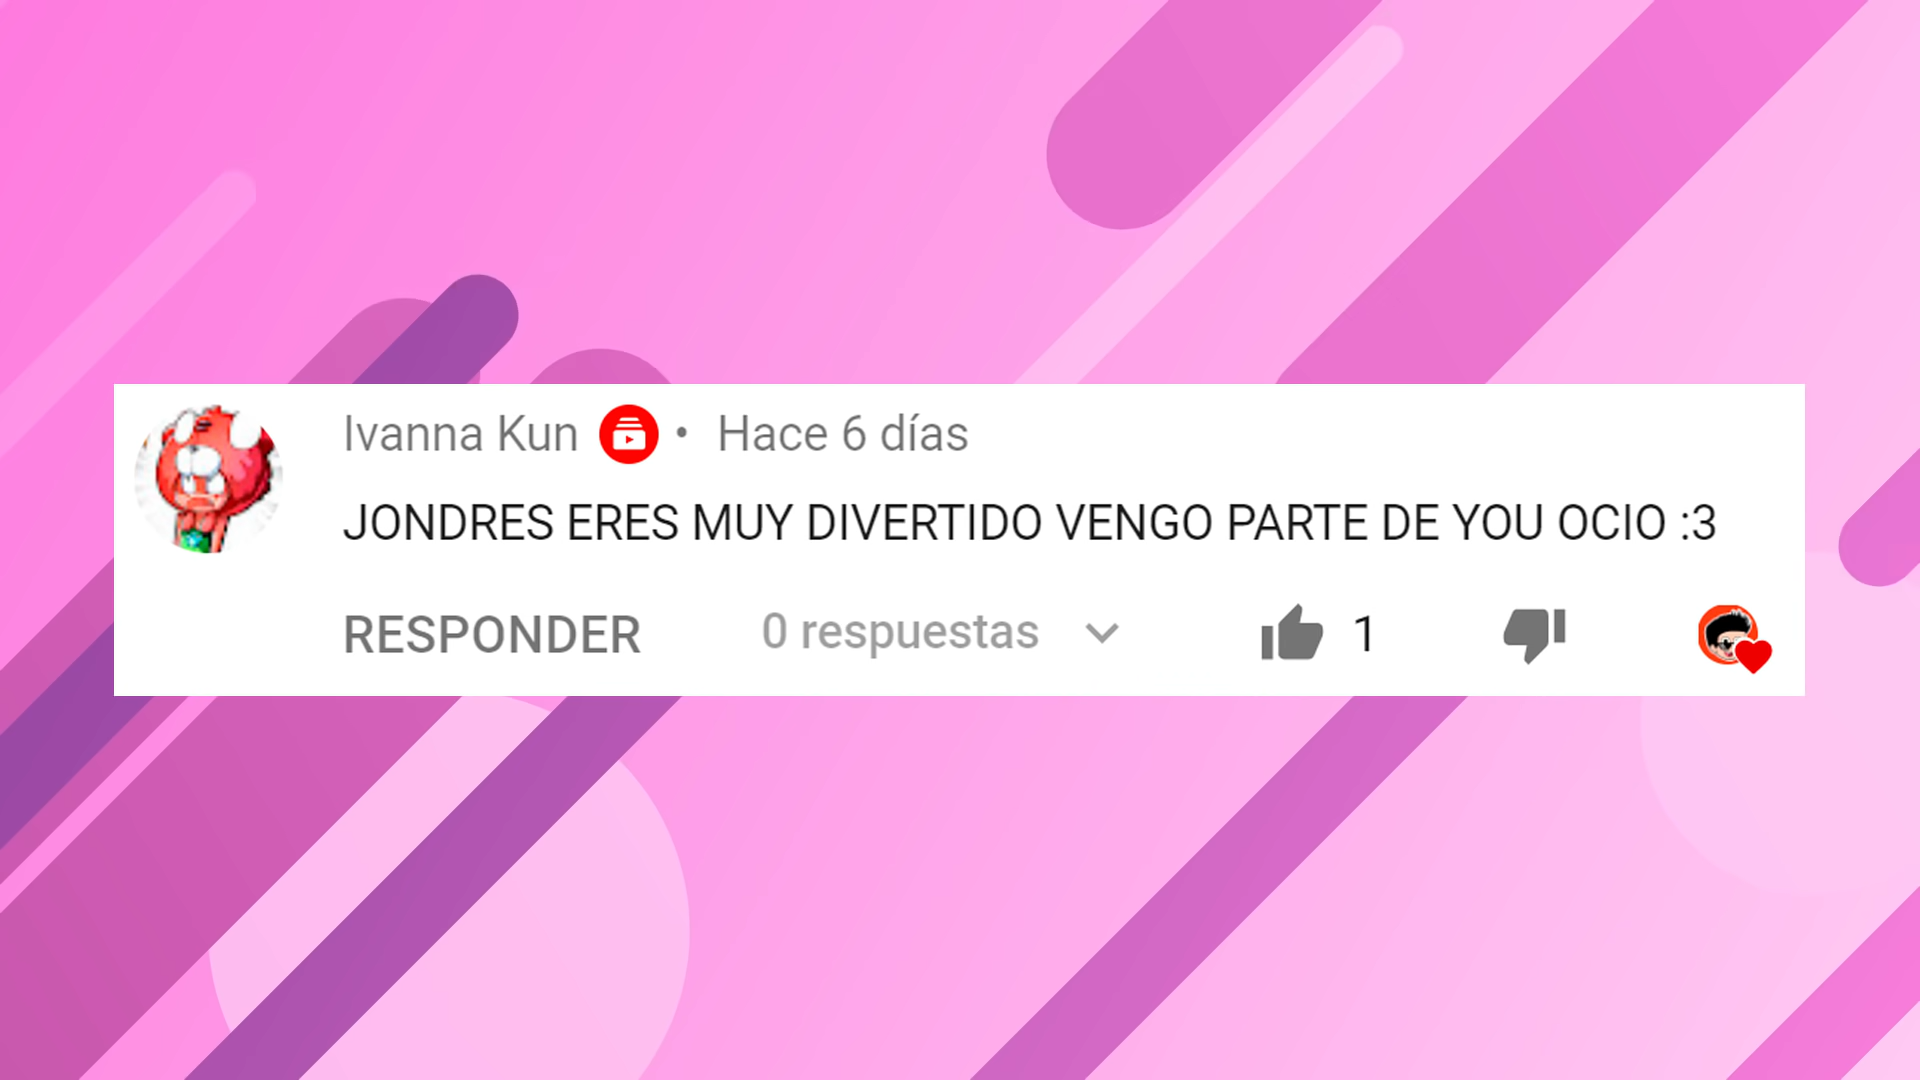 Ivanna Kun • Hace 6 días
JONDRES ERES MUY DIVERTIDO VENGO PARTE DE YOU OCIO :3
RESPONDER 0 respuestas 1